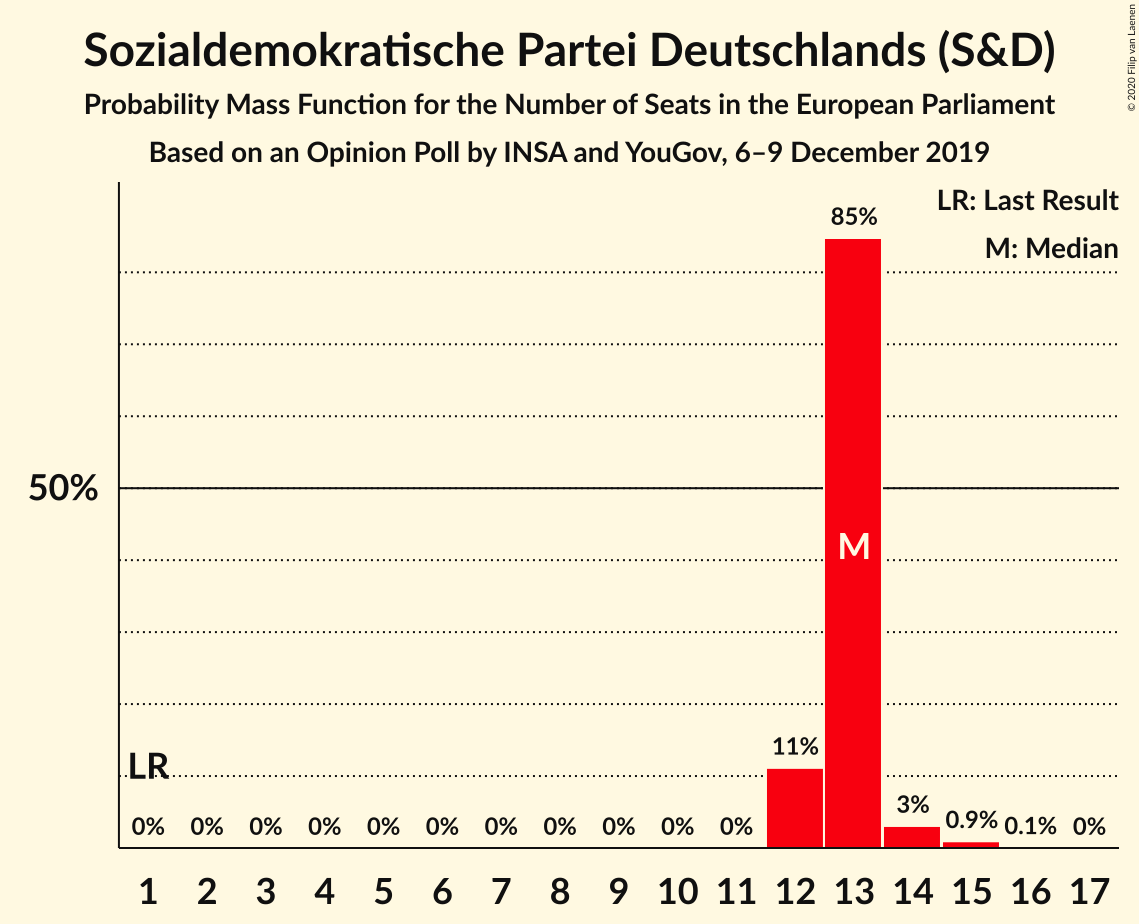 Sozialdemokratische Partei Deutschlands (S&D)
Probability Mass Function for the Number of Seats in the European Parliament
Based on an Opinion Poll by INSA and YouGov, 6–9 December 2019
© 2020 Filip van Laenen
LR: Last Result
M: Median
85%
50%
M
11%
LR
3%
0% 0% 0% 0% 0% 0% 0% 0% 0% 0% 0% 0.9% 0.1% 0%
1 2 3 4 5 6 7 8 9 10 11 12 13 14 15 16 17